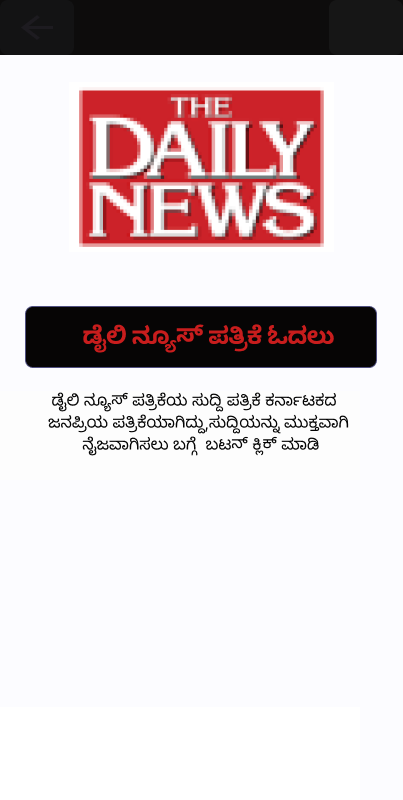 THE
DAILY
NEWS
ಡೈಲಿ ನ್ಯೂಸ್ ಪತ್ರಿಕೆ ಓದಲು
ಡೈಲಿ ನ್ಯೂಸ್ ಪತ್ರಿಕೆಯ ಸುದ್ದಿ ಪತ್ರಿಕೆ ಕರ್ನಾಟಕದ
ಜನಪ್ರಿಯ ಪತ್ರಿಕೆಯಾಗಿದ್ದು,ಸುದ್ದಿಯನ್ನು ಮುಕ್ತವಾಗಿ
ನೈಜವಾಗಿಸಲು ಬಗ್ಗೆ ಬಟನ್ ಕ್ಲಿಕ್ ಮಾಡಿ